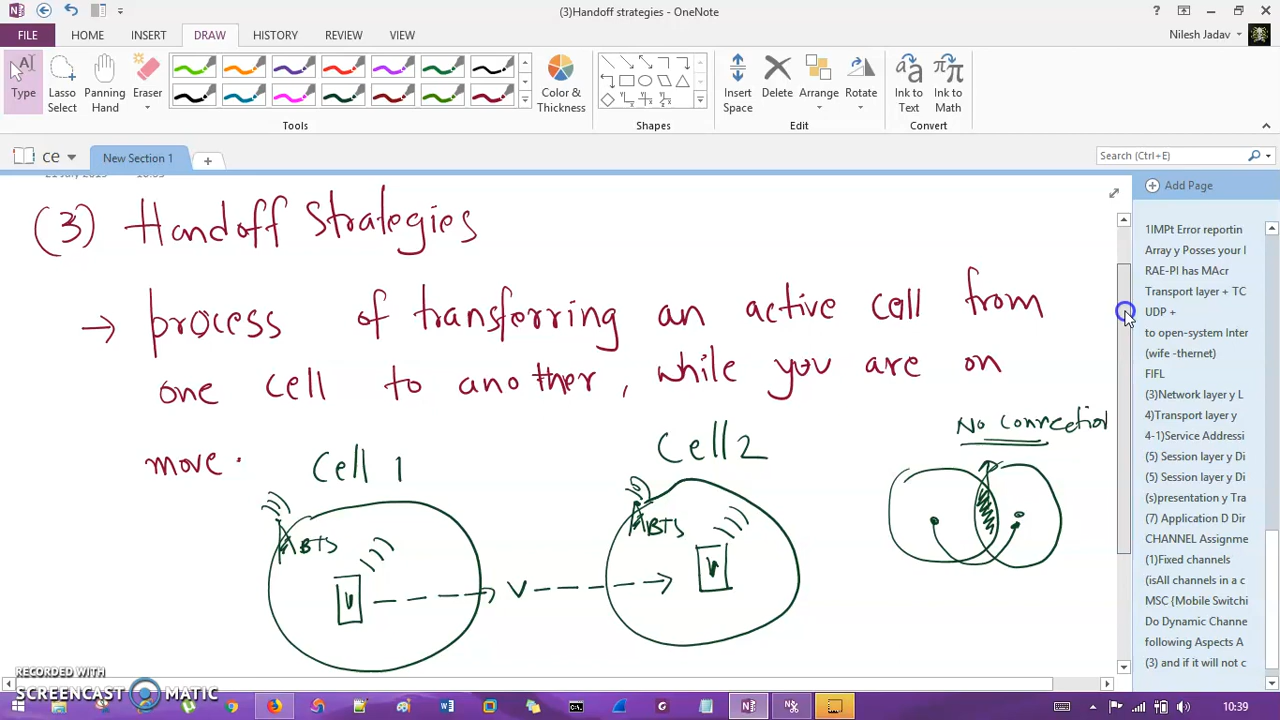 (3)Handoff strategies - OneNote
FILE
HOME
INSERT
DRAW
HISTORY
REVIEW
VIEW
Nilesh Jadav
Type
Lasso Select
Panning Hand
Eraser
Color & Thickness
Insert Space
Delete
Arrange
Rotate
Ink to Text
Ink to Math
Tools
Shapes
Edit
Convert
ce
New Section 1
Search (Ctrl+E)
Add Page
(3) Handoff Strategies
→ process of transferring an active call from
one cell to another, while you are on
move.
Cell 1
Cell 2
No connection
BTS
BTS
V
V
V
1IMPt Error reportin
Array y Posses your l
RAE-PI has MAcr
Transport layer + TC
UDP +
to open-system Inter
(wife -thernet)
FIFL
(3)Network layer y L
4)Transport layer y
4-1)Service Addressi
(5) Session layer y Di
(5) Session layer y Di
(s)presentation y Tra
(7) Application D Dir
CHANNEL Assignme
(1)Fixed channels
(isAll channels in a c
MSC {Mobile Switchi
Do Dynamic Channe
following Aspects A
(3) and if it will not c
RECORDED WITH
SCREENCAST MATIC
10:39